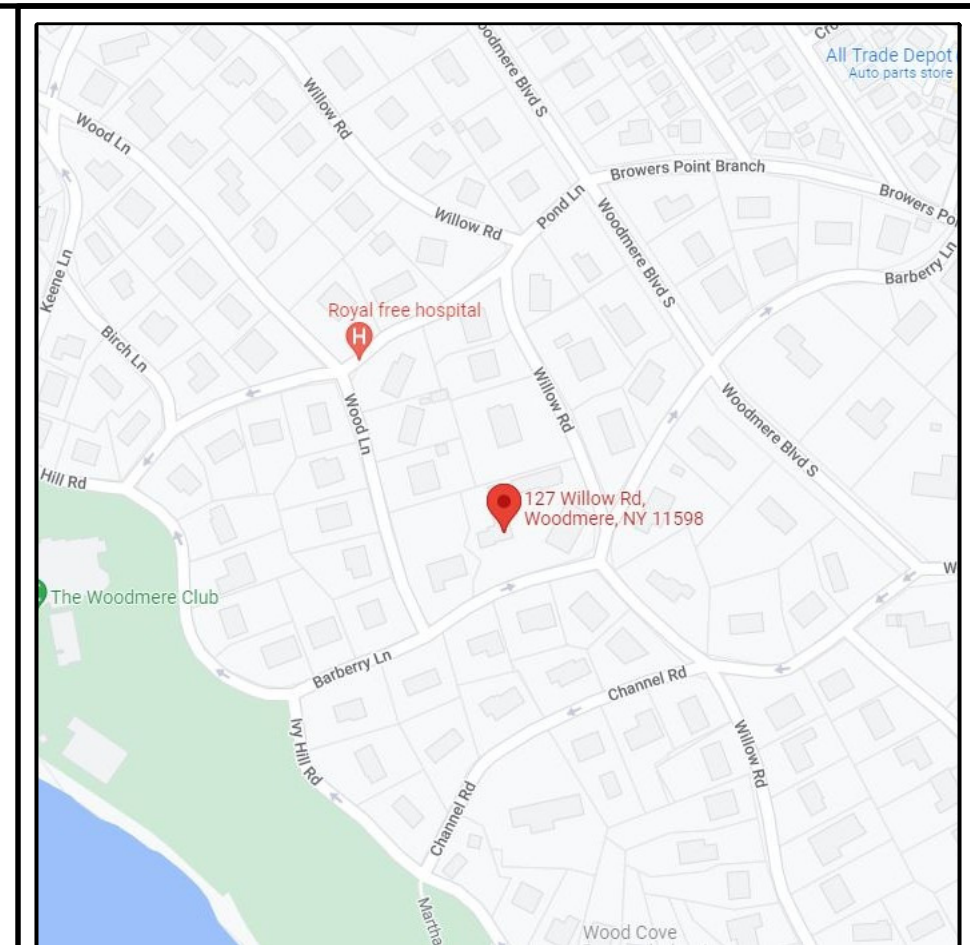 All Trade Depot
Auto parts store
Woodmere Blvd S
Willow Rd
Wood Ln
Browers Point Branch
Pond Ln
Willow Rd
Woodmere Blvd S
Barberry Ln
Keene Ln
Royal free hospital
H
Birch Ln
Willow Rd
Wood Ln
Woodmere Blvd S
Hill Rd
127 Willow Rd,
Woodmere, NY 11598
The Woodmere Club
Barberry Ln
Channel Rd
Ivy Hill Rd
Willow Rd
Channel Rd
Martha
Wood Cove